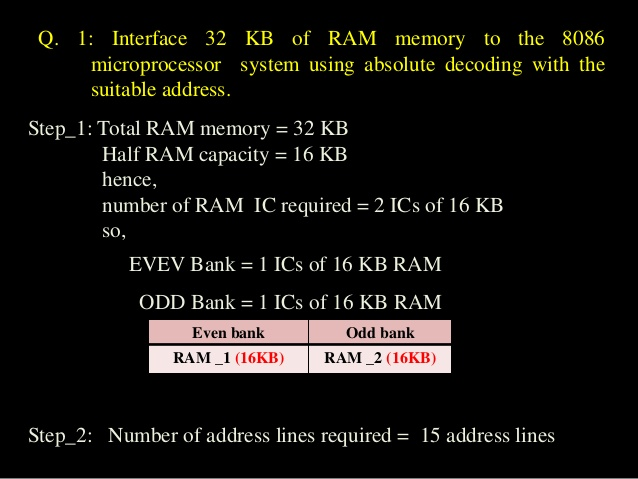 Q. 1: Interface 32 KB of RAM memory to the 8086
microprocessor system using absolute decoding with the
suitable address.
Step_1: Total RAM memory = 32 KB
Half RAM capacity = 16 KB
hence,
number of RAM IC required = 2 ICs of 16 KB
so,
EVEV Bank = 1 ICs of 16 KB RAM
ODD Bank = 1 ICs of 16 KB RAM
Even bank Odd bank
RAM _1 (16KB) RAM _2 (16KB)
Step_2: Number of address lines required = 15 address lines